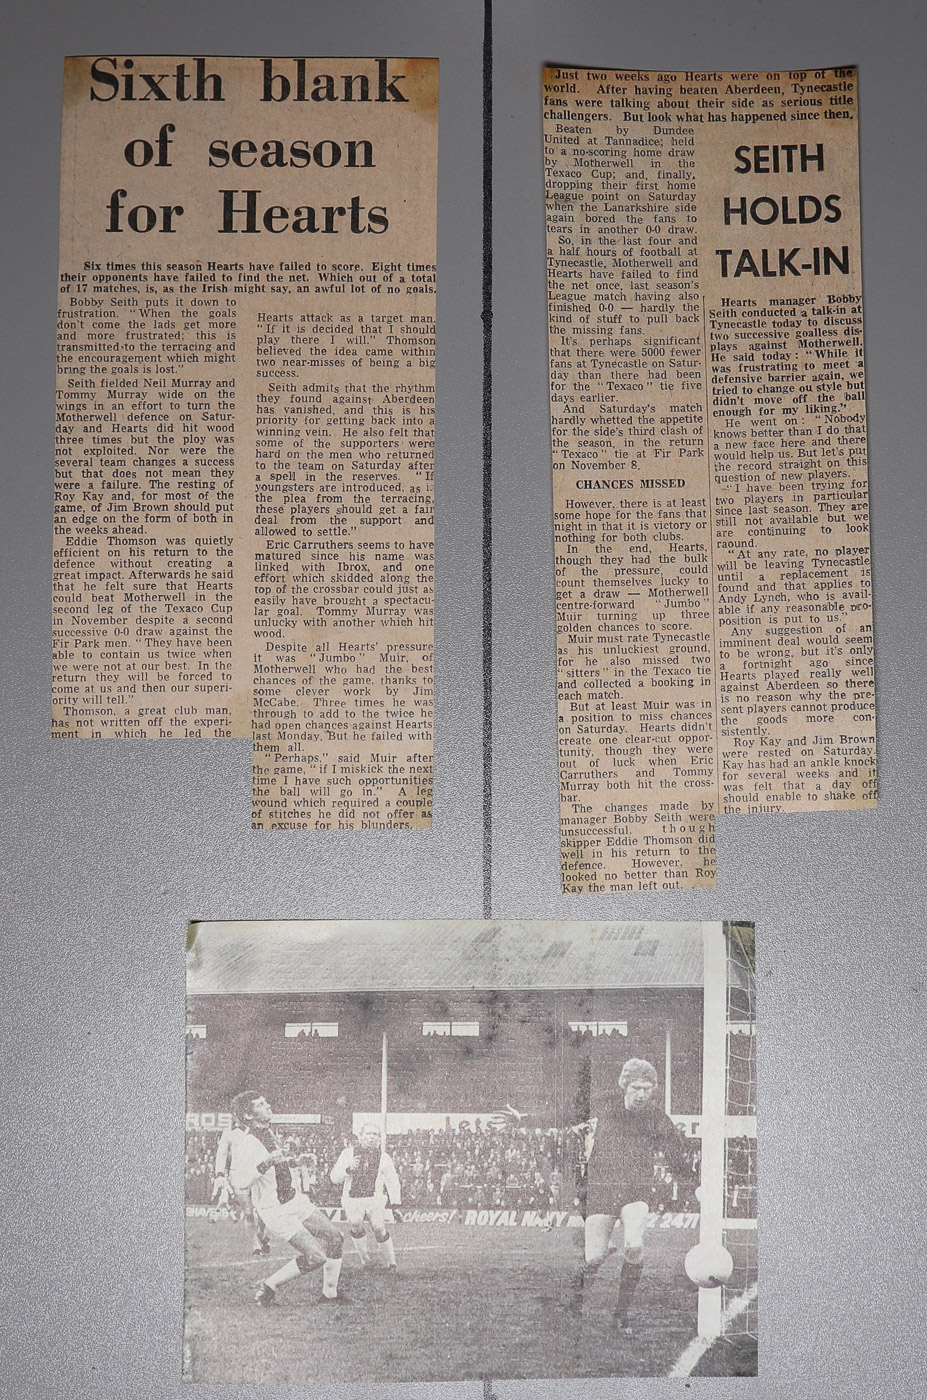 Sixth blank
of season
for Hearts
Six times this season Hearts have failed to score. Eight times
their opponents have failed to find the net. Which out of a total
of 17 matches, is, as the Irish might say, an awful lot of no goals.
Bobby Seith puts it down to
frustration. "When the goals
don't come the lads get more
and more frustrated; this is
transmitted to the terracing and
the encouragement which might
bring the goals is lost."
Seith fielded Neil Murray and
Tommy Murray wide on the
wings in an effort to turn the
Motherwell defence on Satur-
day and Hearts did hit wood
three times but the ploy was
not exploited. Nor were the
several team changes a success
but that does not mean they
were a failure. The resting of
Roy Kay and, for most of the
game, of Jim Brown should put
an edge on the form of both in
the weeks ahead.
Eddie Thomson was quietly
efficient on his return to the
defence without creating a
great impact. Afterwards he said
that he felt sure that Hearts
could beat Motherwell in the
second leg of the Texaco Cup
in November despite a second
successive 0-0 draw against the
Fir Park men. "They have been
able to contain us twice when
we were not at our best. In the
return they will be forced to
come at us and then our superi-
ority will tell."
Thomson, a great club man,
has not written off the experi-
ment in which he led the
Hearts attack as a target man.
"If it is decided that I should
play there I will." Thomson
believed the idea came within
two near-misses of being a big
success.
Seith admits that the rhythm
they found against Aberdeen
has vanished, and this is his
priority for getting back into a
winning vein. He also felt that
some of the supporters were
hard on the men who returned
to the team on Saturday after
a spell in the reserves. "If
youngsters are introduced, as is
the plea from the terracing,
these players should get a fair
deal from the support and
allowed to settle."
Eric Carruthers seems to have
matured since his name was
linked with Ibrox, and one
effort which skidded along the
top of the crossbar could just as
easily have brought a spectacu-
lar goal. Tommy Murray was
unlucky with another which hit
wood.
Despite all Hearts' pressure
it was "Jumbo" Muir, of
Motherwell who had the best
chances of the game, thanks to
some clever work by Jim
McCabe. Three times he was
through to add to the twice he
had open chances against Hearts
last Monday. But he failed with
them all.
"Perhaps," said Muir after
the game, "if I miskick the next
time I have such opportunities
the ball will go in." A leg
wound which required a couple
of stitches he did not offer as
an excuse for his blunders.
Just two weeks ago Hearts were on top of the
world. After having beaten Aberdeen, Tynecastle
fans were talking about their side as serious title
challengers. But look what has happened since then.
Beaten by Dundee
United at Tannadice; held
to a no-scoring home draw
by Motherwell in the
Texaco Cup; and, finally,
dropping their first home
League point on Saturday
when the Lanarkshire side
again bored the fans to
tears in another 0-0 draw.
So, in the last four and
a half hours of football at
Tynecastle, Motherwell and
Hearts have failed to find
the net once, last season's
League match having also
finished 0-0 — hardly the
kind of stuff to pull back
the missing fans.
It's perhaps significant
that there were 5000 fewer
fans at Tynecastle on Satur-
day than there had been
for the "Texaco" tie five
days earlier.
And Saturday's match
hardly whetted the appetite
for the side's third clash of
the season, in the return
"Texaco" tie at Fir Park
on November 8.
CHANCES MISSED
However, there is at least
some hope for the fans that
night in that it is victory or
nothing for both clubs.
In the end, Hearts,
though they had the bulk
of the pressure, could
count themselves lucky to
get a draw — Motherwell
centre-forward "Jumbo"
Muir turning up three
golden chances to score.
Muir must rate Tynecastle
as his unluckiest ground,
for he also missed two
"sitters" in the Texaco tie
and collected a booking in
each match.
But at least Muir was in
a position to miss chances
on Saturday. Hearts didn't
create one clear-cut oppor-
tunity, though they were
out of luck when Eric
Carruthers and Tommy
Murray both hit the cross-
bar.
The changes made by
manager Bobby Seith were
unsuccessful, though
skipper Eddie Thomson did
well in his return to the
defence. However, he
looked no better than Roy
Kay the man left out.
SEITH
HOLDS
TALK-IN
Hearts manager Bobby
Seith conducted a talk-in at
Tynecastle today to discuss
two successive goalless dis-
plays against Motherwell.
He said today: "While it
was frustrating to meet a
defensive barrier again, we
tried to change ou style but
didn't move off the ball
enough for my liking."
He went on: "Nobody
knows better than I do that
a new face here and there
would help us. But let's put
the record straight on this
question of new players.
"I have been trying for
two players in particular
since last season. They are
still not available but we
are continuing to look
raound.
"At any rate, no player
will be leaving Tynecastle
until a replacement is
found and that applies to
Andy Lynch, who is avail-
able if any reasonable pro-
position is put to us."
Any suggestion of an
imminent deal would seem
to be wrong, but it's only
a fortnight ago since
Hearts played really well
against Aberdeen so there
is no reason why the pre-
sent players cannot produce
the goods more con-
sistently.
Roy Kay and Jim Brown
were rested on Saturday.
Kay has had an ankle knock
for several weeks and it
was felt that a day off
should enable to shake off
the injury.
cheers! ROYAL NAVY